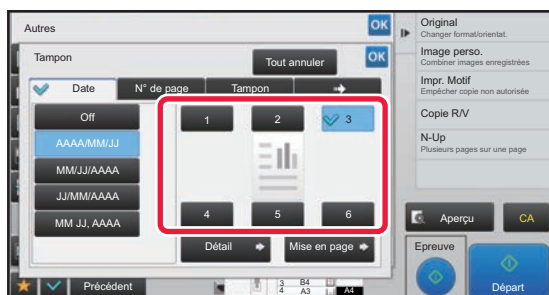 Autres
OK
Tampon
Tout annuler
OK
Date
N° de page
Tampon
Off
AAAA/MM/JJ
MM/JJ/AAAA
JJ/MM/AAAA
MM JJ, AAAA
1
2
3
4
5
6
Détail
Mise en page
Précédent
3 B4
4 A3
A4
Original
Changer format/orientat.
Image perso.
Combiner images enregistrées
Impr. Motif
Empêcher copie non autorisée
Copie R/V
N-Up
Plusieurs pages sur une page
Aperçu
CA
Epreuve
Départ